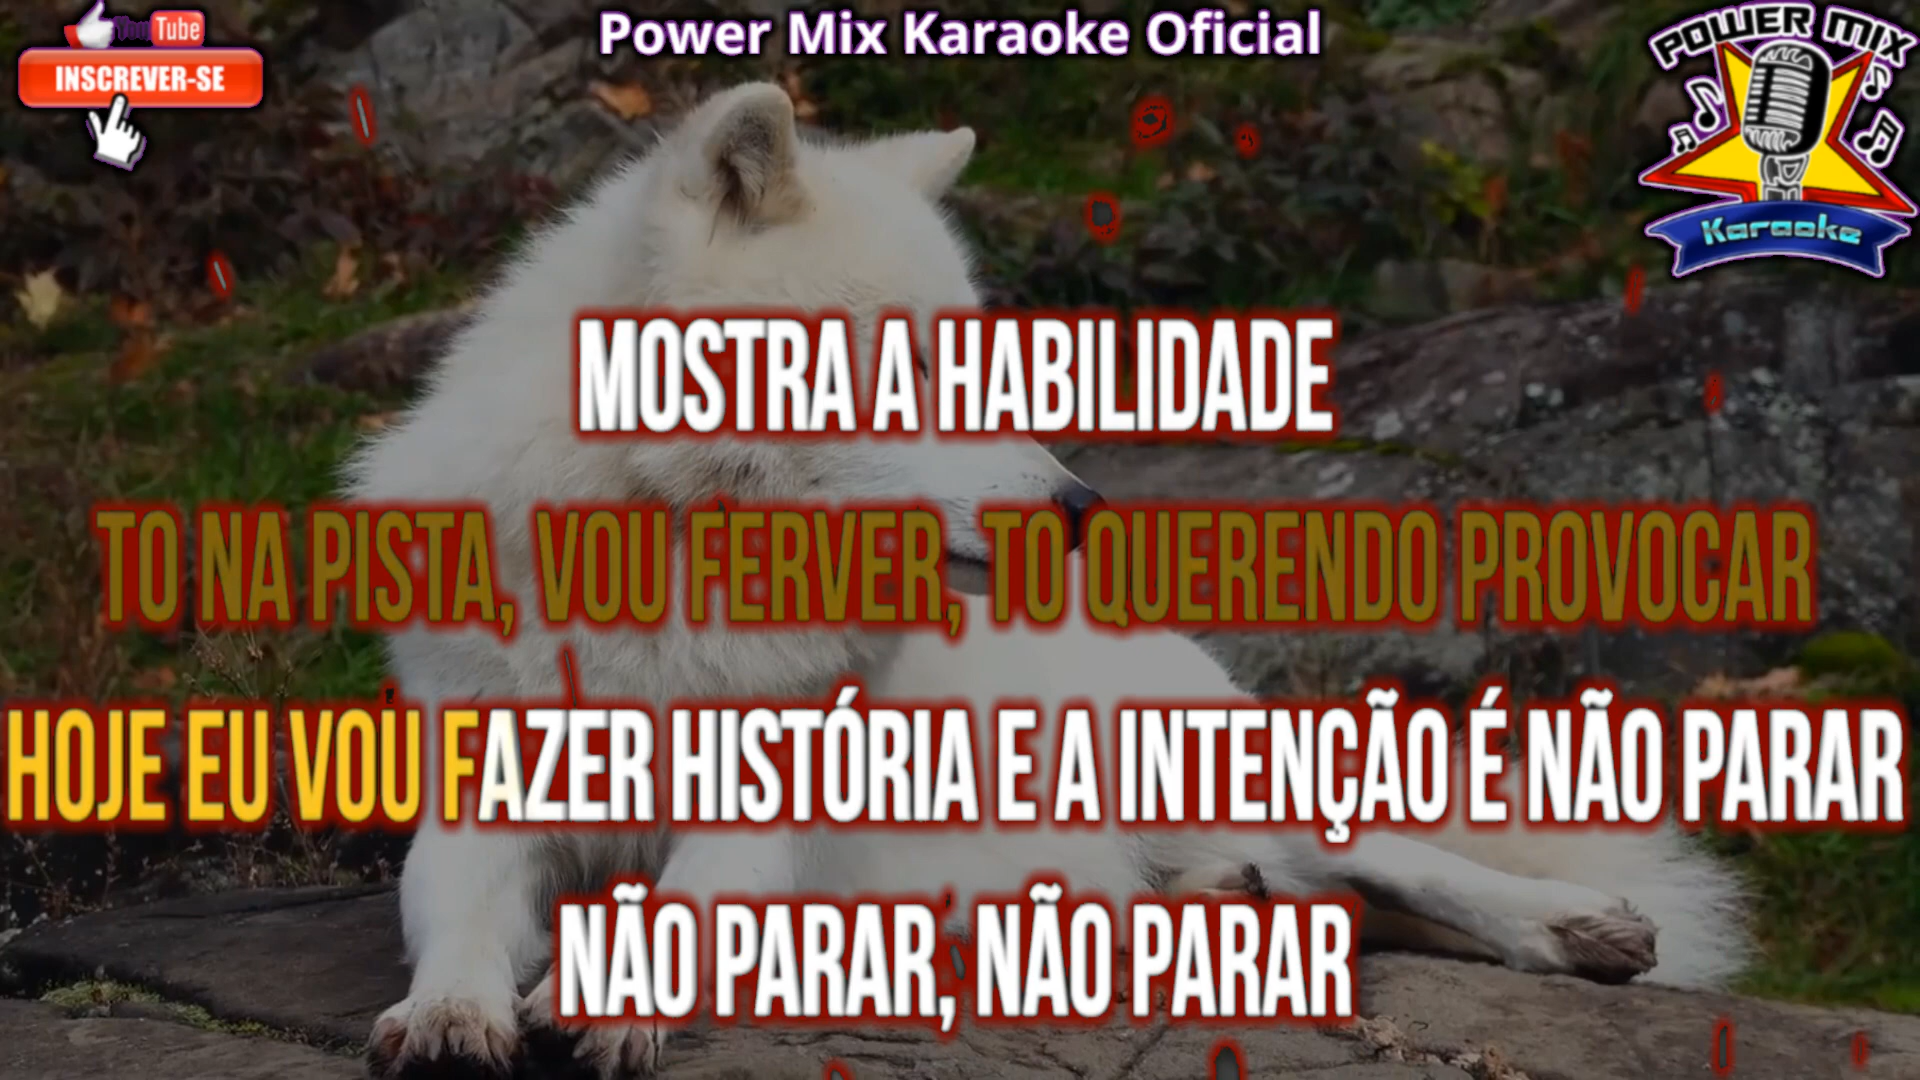 YouTube
INSCREVER-SE
Power Mix Karaoke Oficial
POWER MIX
Karaoke
MOSTRA A HABILIDADE
TO NA PISTA, VOU FERVER, TO QUERENDO PROVOCAR
HOJE EU VOU FAZER HISTÓRIA E A INTENÇÃO É NÃO PARAR
NÃO PARAR, NÃO PARAR